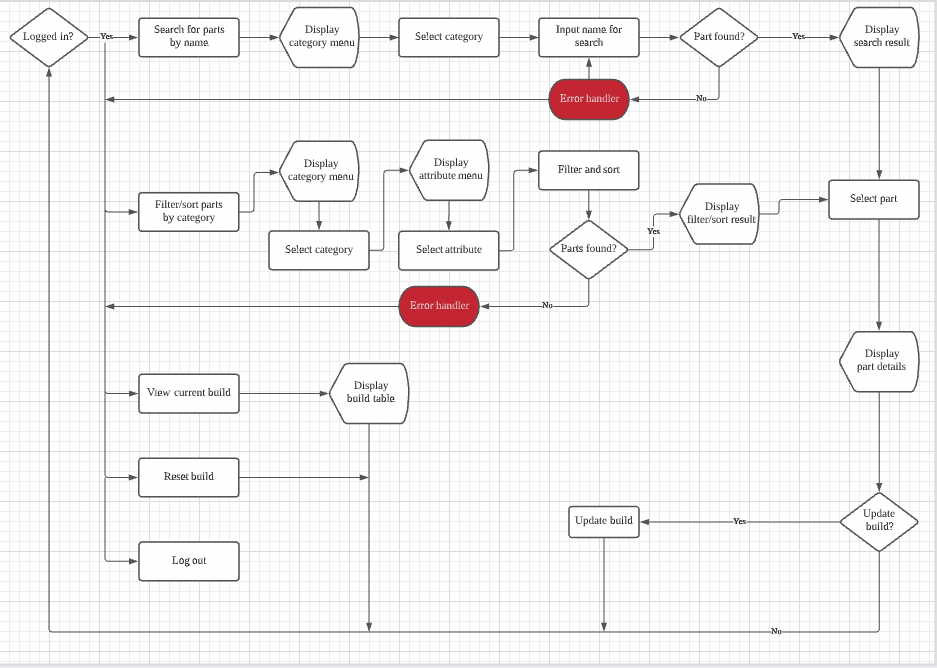 Logged in?
Yes
Search for parts
by name
Display
category menu
Select category
Input name for
search
Part found?
Yes
Display
search result
No
Error handler
Filter/sort parts
by category
Display
category menu
Select category
Display
attribute menu
Select attribute
Filter and sort
Parts found?
Yes
Display
filter/sort result
Select part
No
Error handler
Display
part details
View current build
Display
build table
Reset build
Update
build?
Yes
Update build
Log out
No